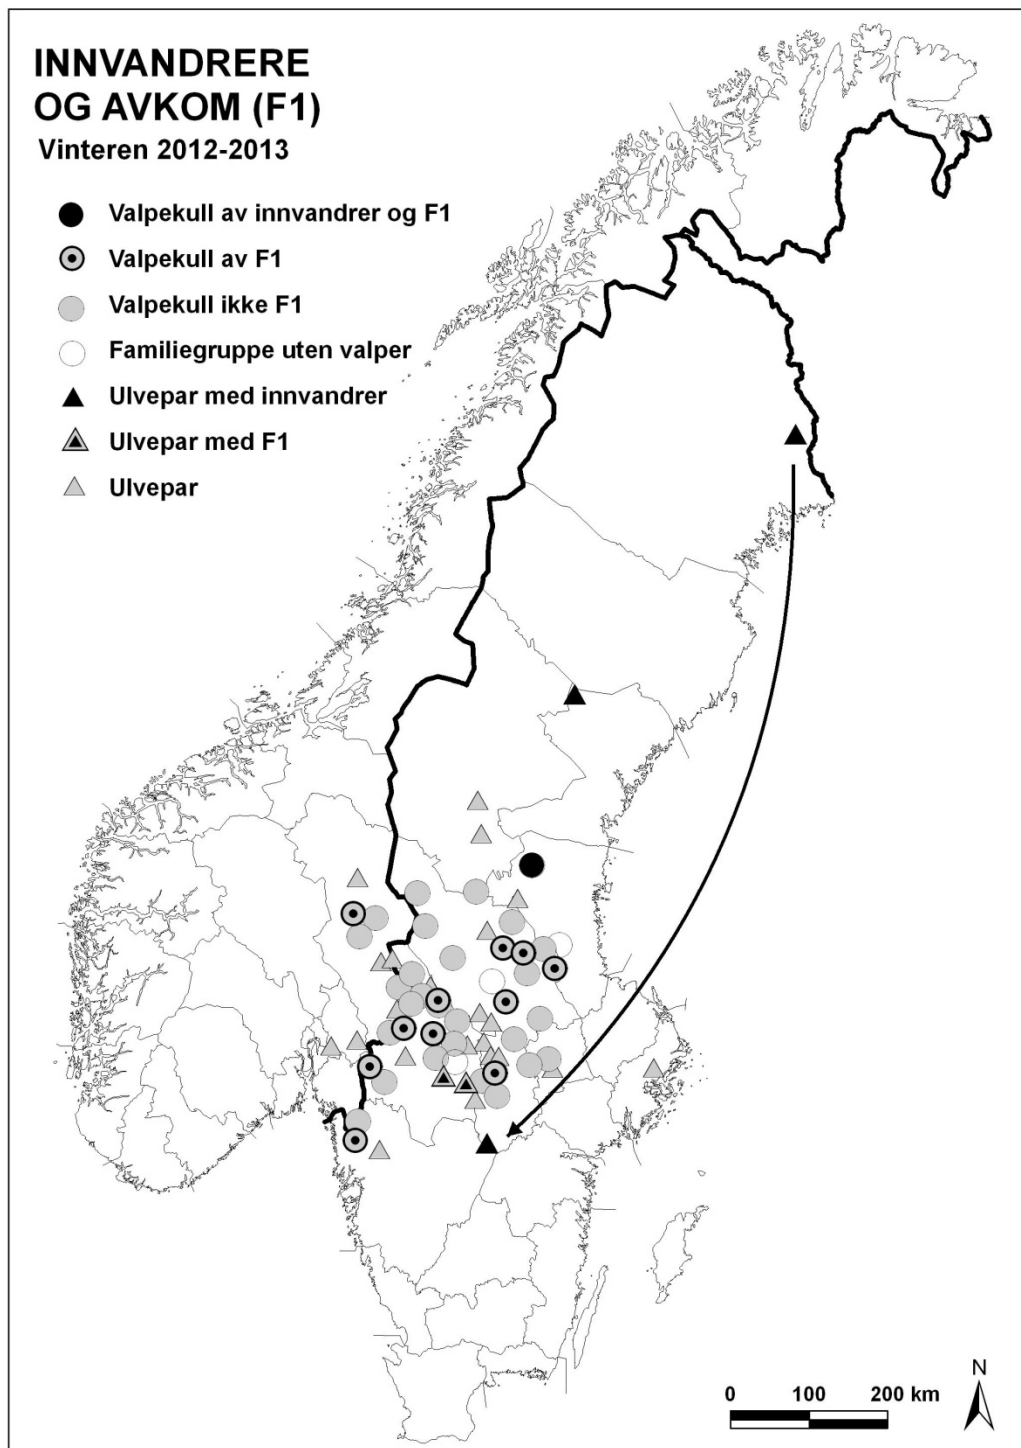 INNVANDRERE
OG AVKOM (F1)
Vinteren 2012-2013
Valpekull av innvandrer og F1
Valpekull av F1
Valpekull ikke F1
Familiegruppe uten valper
Ulvepar med innvandrer
Ulvepar med F1
Ulvepar
N
0 100 200 km